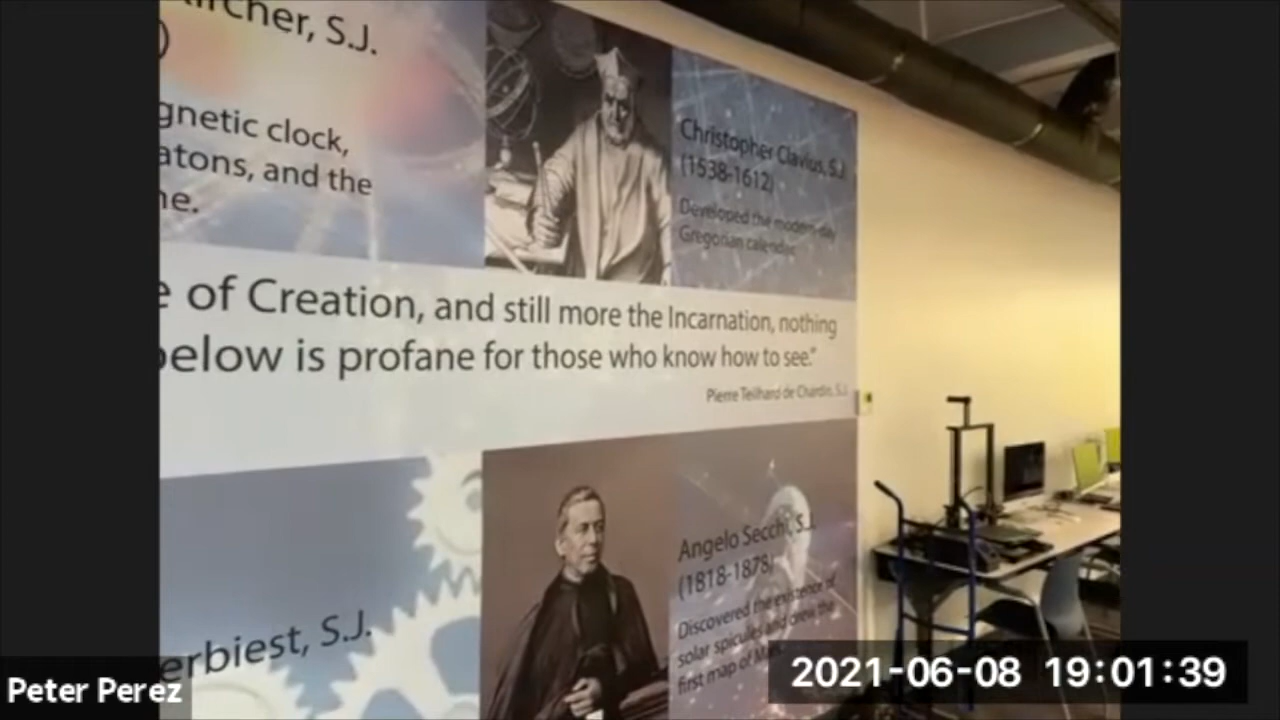 ircher, S.J.
)
gnetic clock,
atons, and the
ne.
Christopher Clavius, S.J.
(1538-1612)
Developed the modern-day
Gregorian calendar.
e of Creation, and still more the Incarnation, nothing
below is profane for those who know how to see."
Pierre Teilhard de Chardin, S.J.
erbiest, S.J.
Angelo Secchi, S.J.
(1818-1878)
Discovered the existence of
solar spicules and drew the
first map of Mars.
Peter Perez
2021-06-08 19:01:39